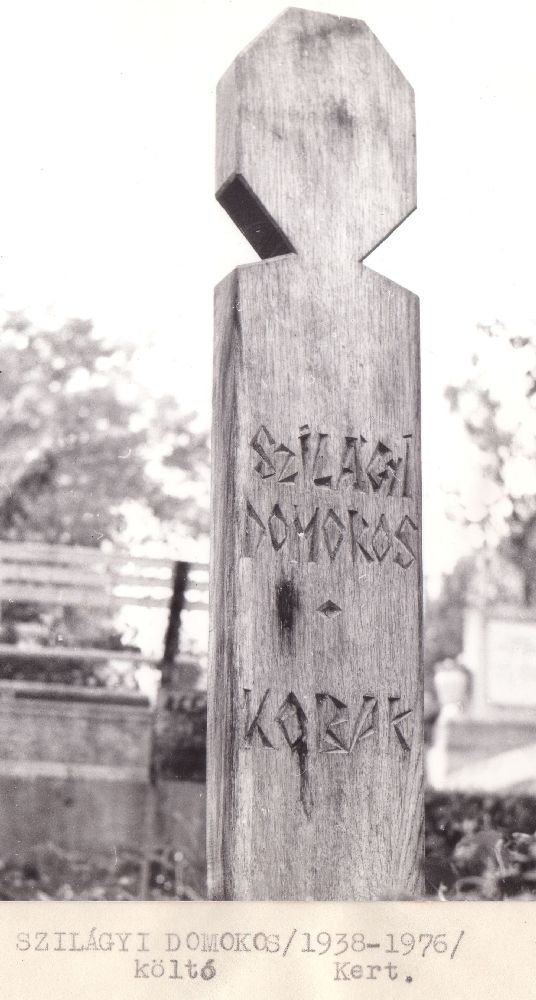 SZILÁGYI
DOMOKOS
KOBAK
SZILÁGYI DOMOKOS/1938-1976/
költő Kert.